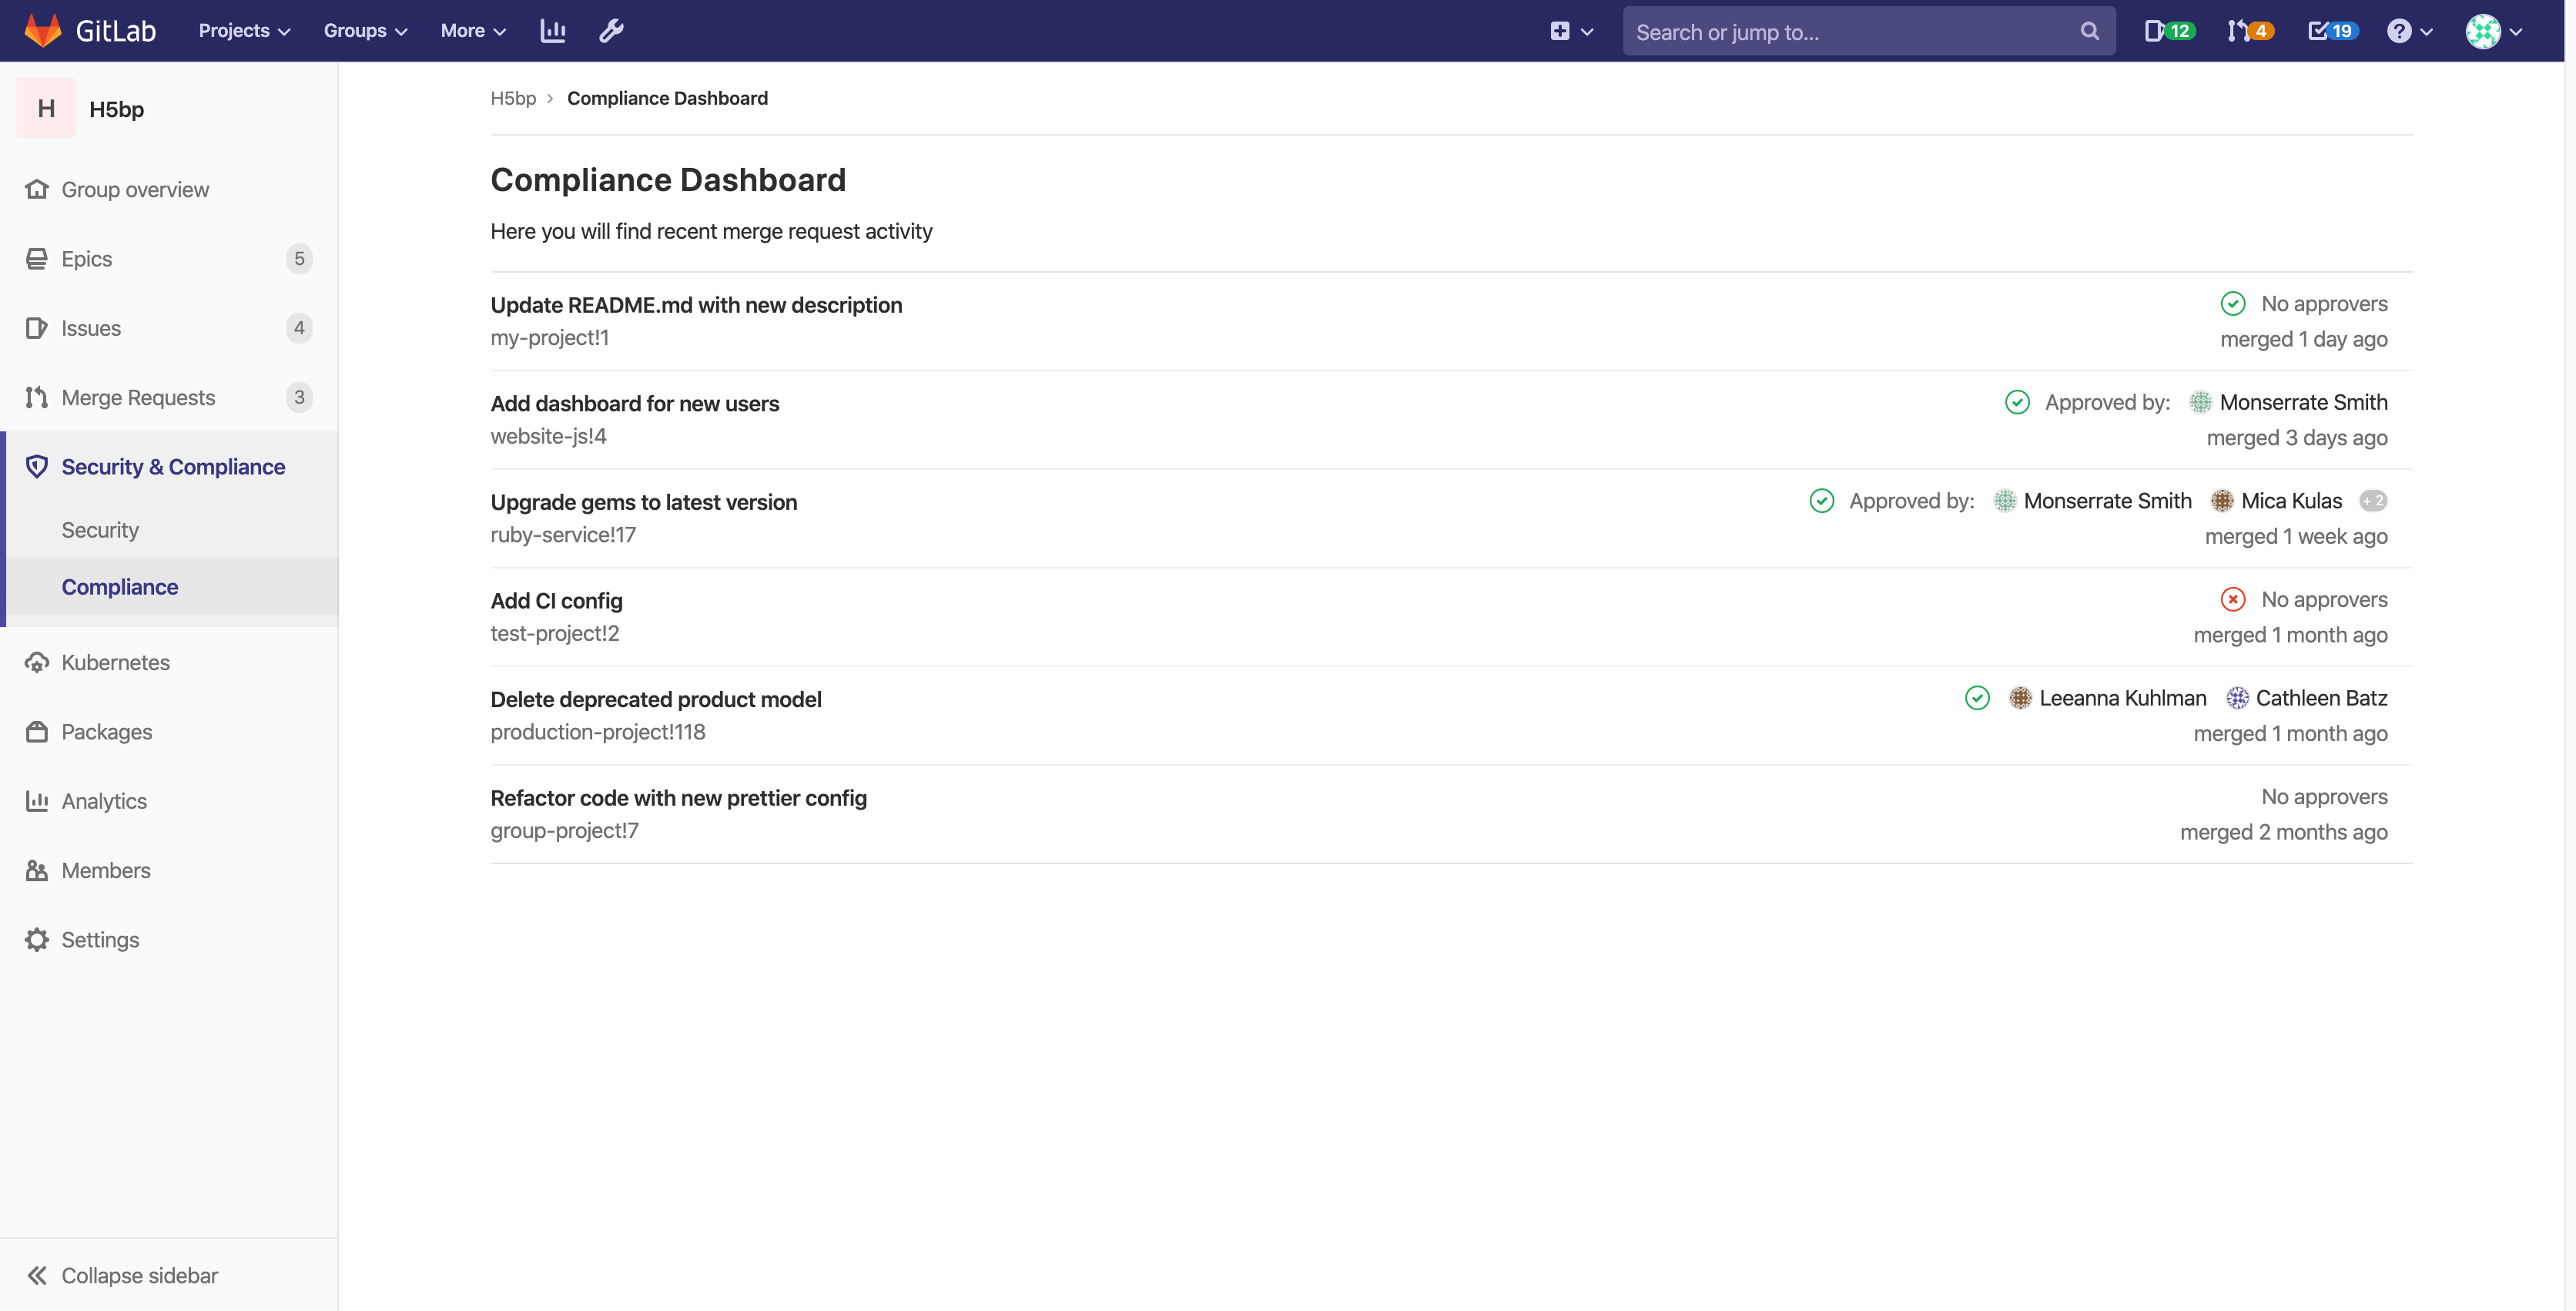 GitLab Projects Groups More Search or jump to... 12 4 19
H H5bp
Group overview
Epics 5
Issues 4
Merge Requests 3
Security & Compliance
Security
Compliance
Kubernetes
Packages
Analytics
Members
Settings
Collapse sidebar
H5bp › Compliance Dashboard
Compliance Dashboard
Here you will find recent merge request activity
Update README.md with new description No approvers
my-project!1 merged 1 day ago
Add dashboard for new users Approved by: Monserrate Smith
website-js!4 merged 3 days ago
Upgrade gems to latest version Approved by: Monserrate Smith Mica Kulas +2
ruby-service!17 merged 1 week ago
Add CI config No approvers
test-project!2 merged 1 month ago
Delete deprecated product model Leeanna Kuhlman Cathleen Batz
production-project!118 merged 1 month ago
Refactor code with new prettier config No approvers
group-project!7 merged 2 months ago